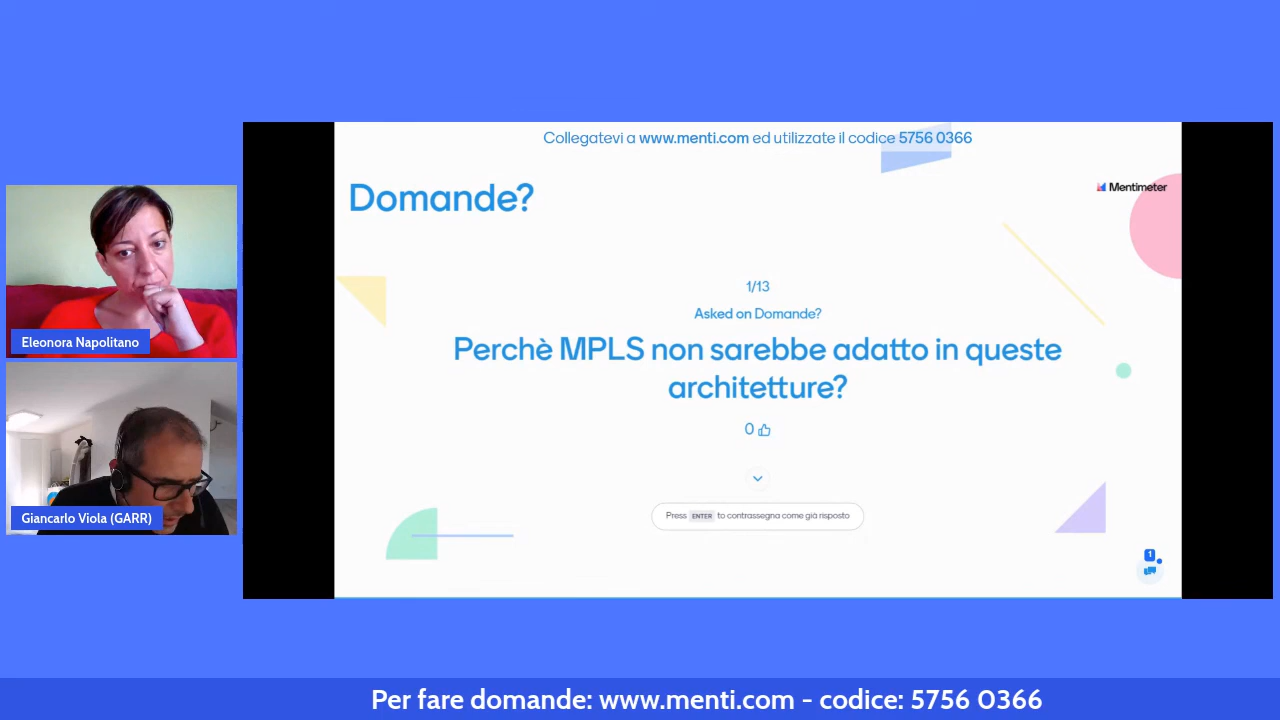 Collegatevi a www.menti.com ed utilizzate il codice 5756 0366
Domande?
Mentimeter
1/13
Asked on Domande?
Perchè MPLS non sarebbe adatto in queste
architetture?
0
Press ENTER to contrassegna come già risposto
1
Eleonora Napolitano
Giancarlo Viola (GARR)
Per fare domande: www.menti.com - codice: 5756 0366